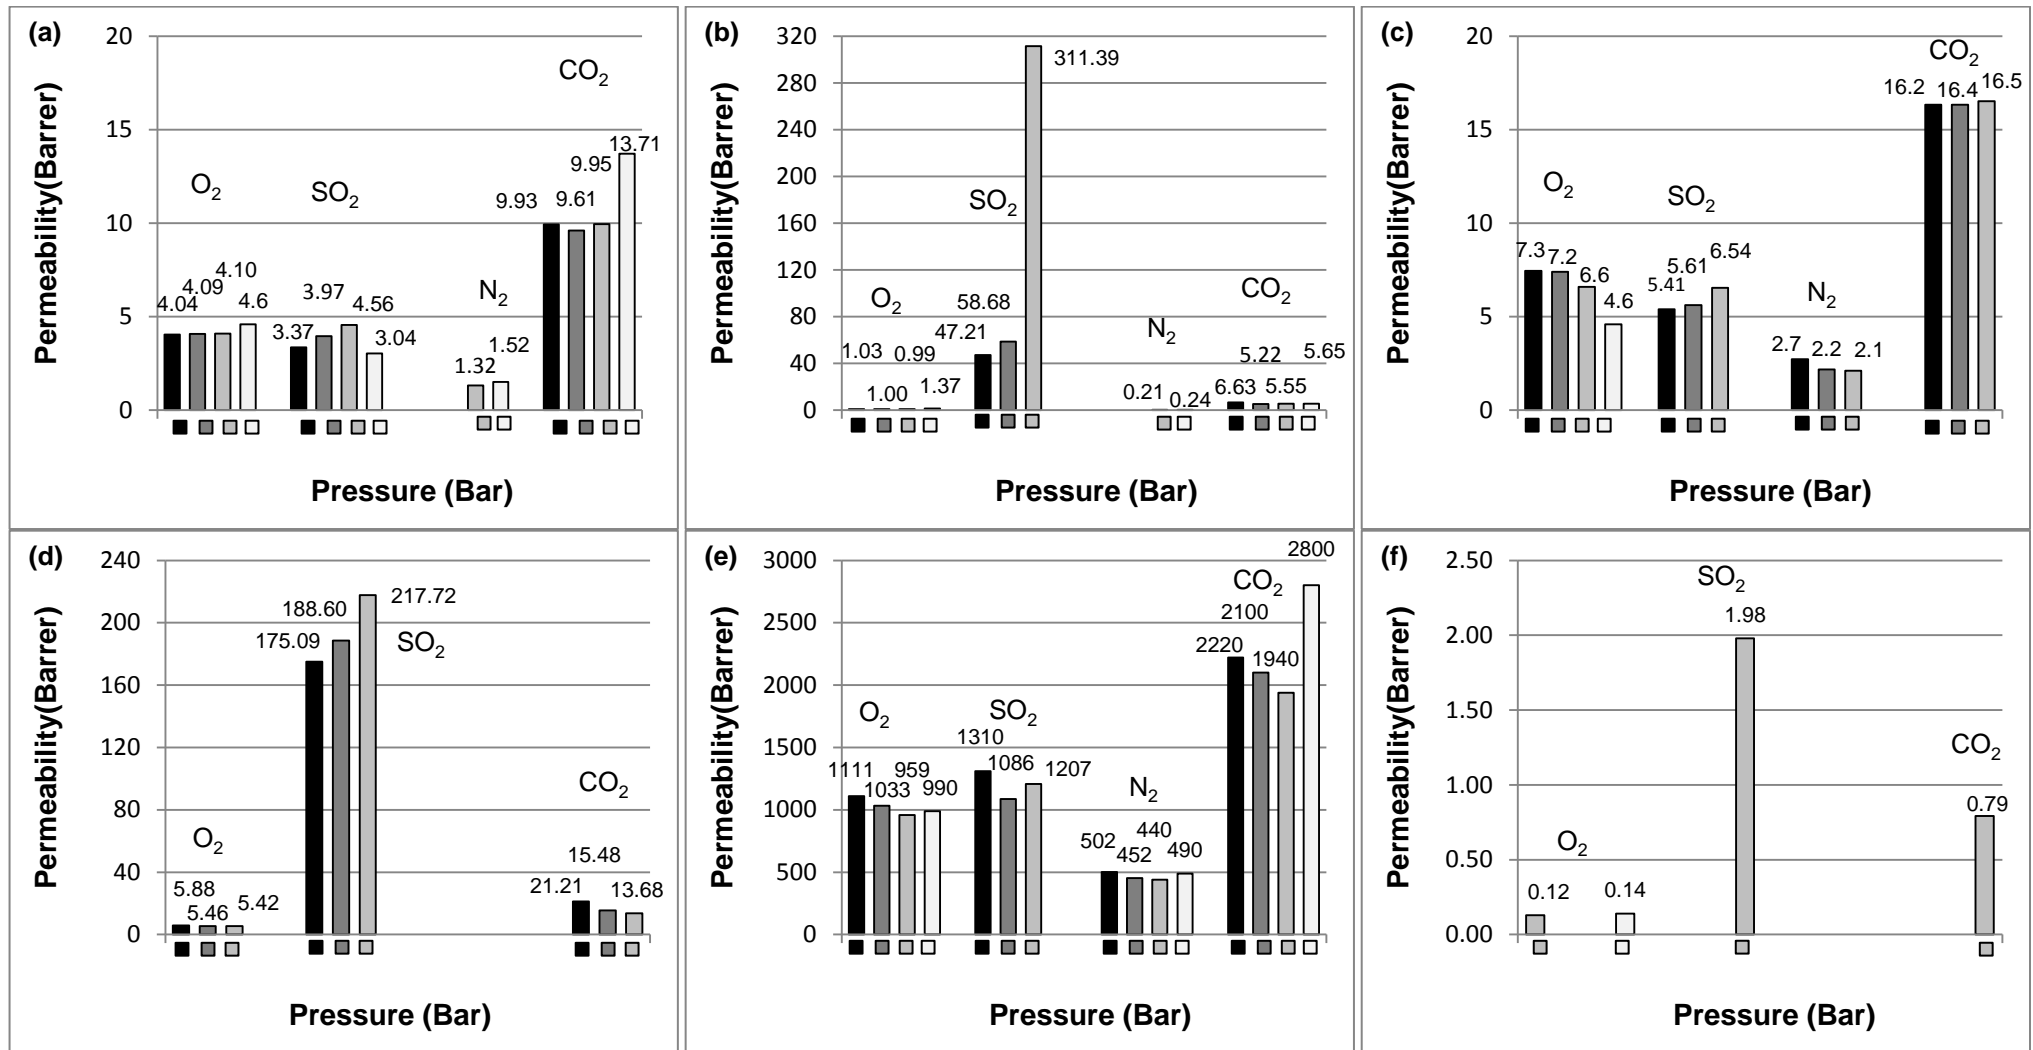 (a)
Permeability(Barrer)
20
15
10
5
0
O2
SO2
N2
CO2
4.04
4.09
4.10
4.6
3.37
3.97
4.56
3.04
1.32
1.52
9.93
9.61
9.95
13.71
Pressure (Bar)
(b)
Permeability(Barrer)
320
280
240
200
160
120
80
40
0
O2
SO2
N2
CO2
1.03
1.00
0.99
1.37
47.21
58.68
311.39
0.21
0.24
6.63
5.22
5.55
5.65
Pressure (Bar)
(c)
Permeability(Barrer)
20
15
10
5
0
O2
SO2
N2
CO2
7.3
7.2
6.6
4.6
5.41
5.61
6.54
2.7
2.2
2.1
16.2
16.4
16.5
Pressure (Bar)
(d)
Permeability(Barrer)
240
200
160
120
80
40
0
O2
SO2
CO2
5.88
5.46
5.42
175.09
188.60
217.72
21.21
15.48
13.68
Pressure (Bar)
(e)
Permeability(Barrer)
3000
2500
2000
1500
1000
500
0
O2
SO2
N2
CO2
1111
1033
959
990
1310
1086
1207
502
452
440
490
2220
2100
1940
2800
Pressure (Bar)
(f)
Permeability(Barrer)
2.50
2.00
1.50
1.00
0.50
0.00
O2
SO2
CO2
0.12
0.14
1.98
0.79
Pressure (Bar)